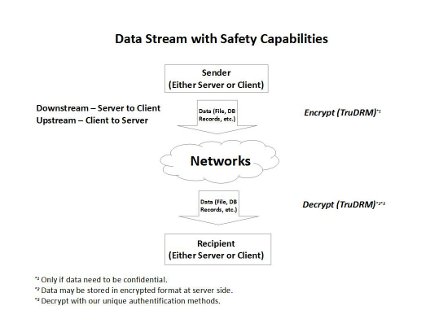 Data Stream with Safety Capabilities
Sender
(Either Server or Client)
Downstream – Server to Client
Upstream – Client to Server
Data (File, DB
Records, etc.)
Encrypt (TruDRM)*¹
Networks
Data (File, DB
Records, etc.)
Decrypt (TruDRM)*²*³
Recipient
(Either Server or Client)
*¹ Only if data need to be confidential.
*² Data may be stored in encrypted format at server side.
*³ Decrypt with our unique authentification methods.